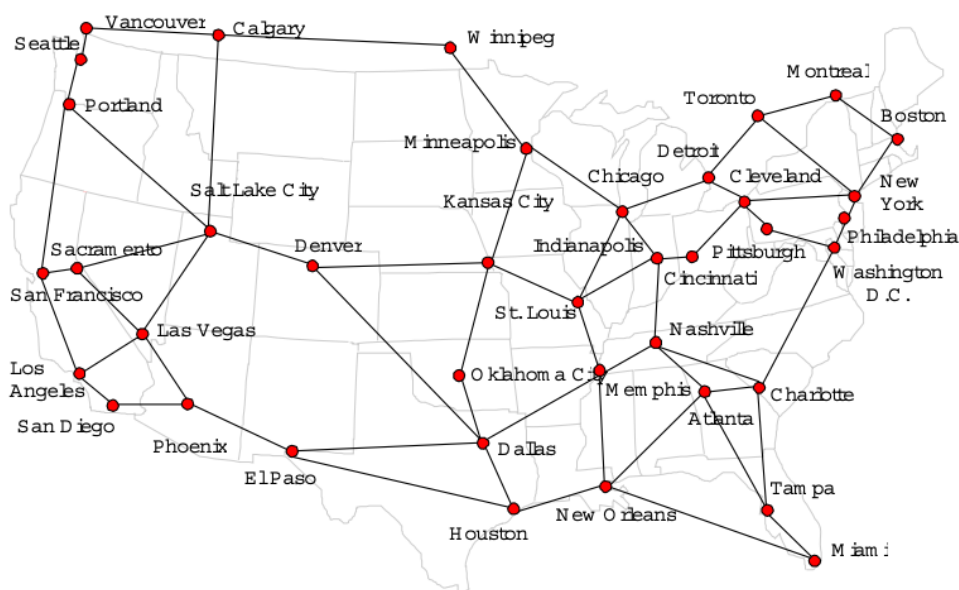 Vancouver
Calgary
Winnipeg
Seattle
Montreal
Portland
Toronto
Boston
Minneapolis
Detroit
Chicago
Cleveland
New
York
Salt Lake City
Kansas City
Sacramento
Denver
Indianapolis
Pittsburgh
Philadelphia
Cincinnati
Washington
D.C.
San Francisco
St. Louis
Las Vegas
Nashville
Los
Angeles
Oklahoma City
Memphis
Charlotte
San Diego
Atlanta
Phoenix
Dallas
El Paso
Tampa
New Orleans
Houston
Miami